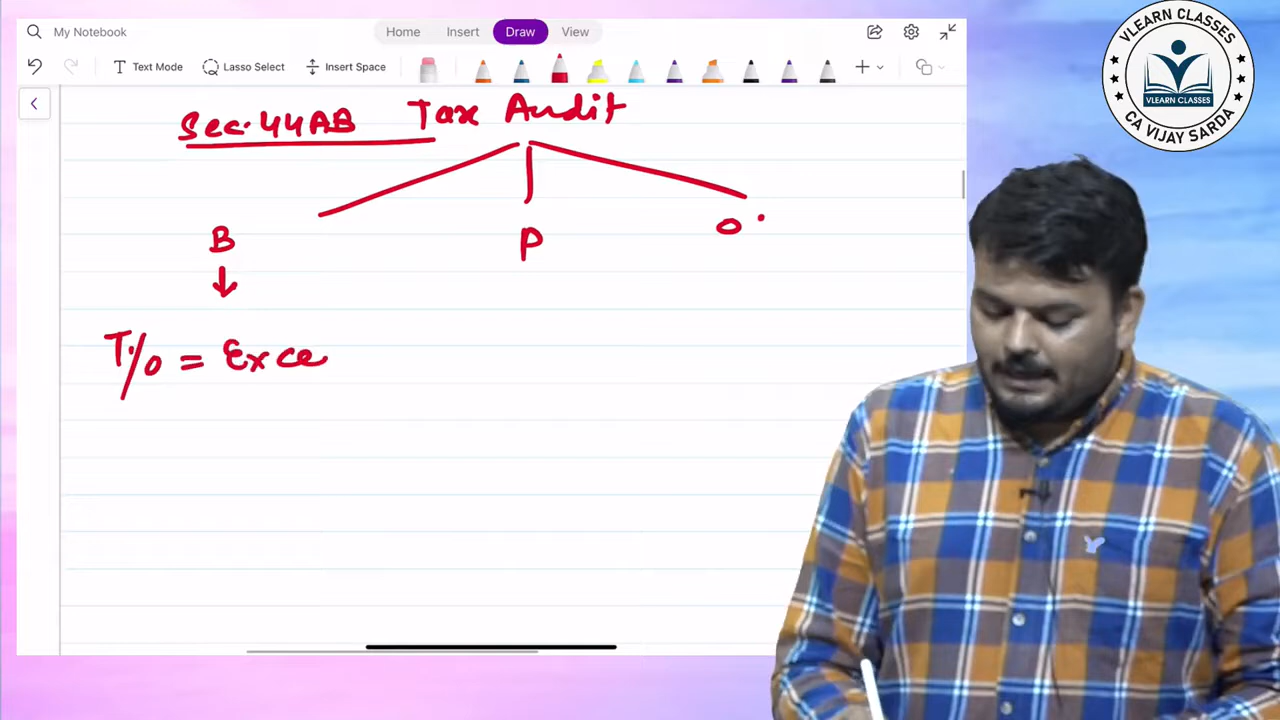 My Notebook
Home Insert Draw View
Text Mode Lasso Select Insert Space
Sec.44AB Tax Audit
B P O
T/O = Exce
VLEARN CLASSES
VLEARN CLASSES
CA VIJAY SARDA